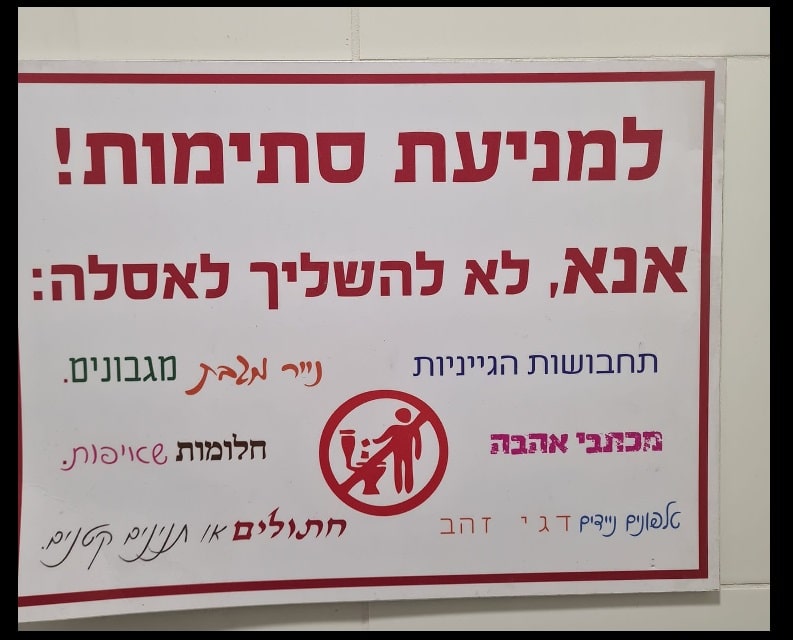 למניעת סתימות!
אנא, לא להשליך לאסלה:
תחבושות הגייניות נייר מגבת מגבונים.
מכתבי אהבה חלומות שאיפות.
טלפונים ניידים דגי זהב חתולים או תנינים קטנים.